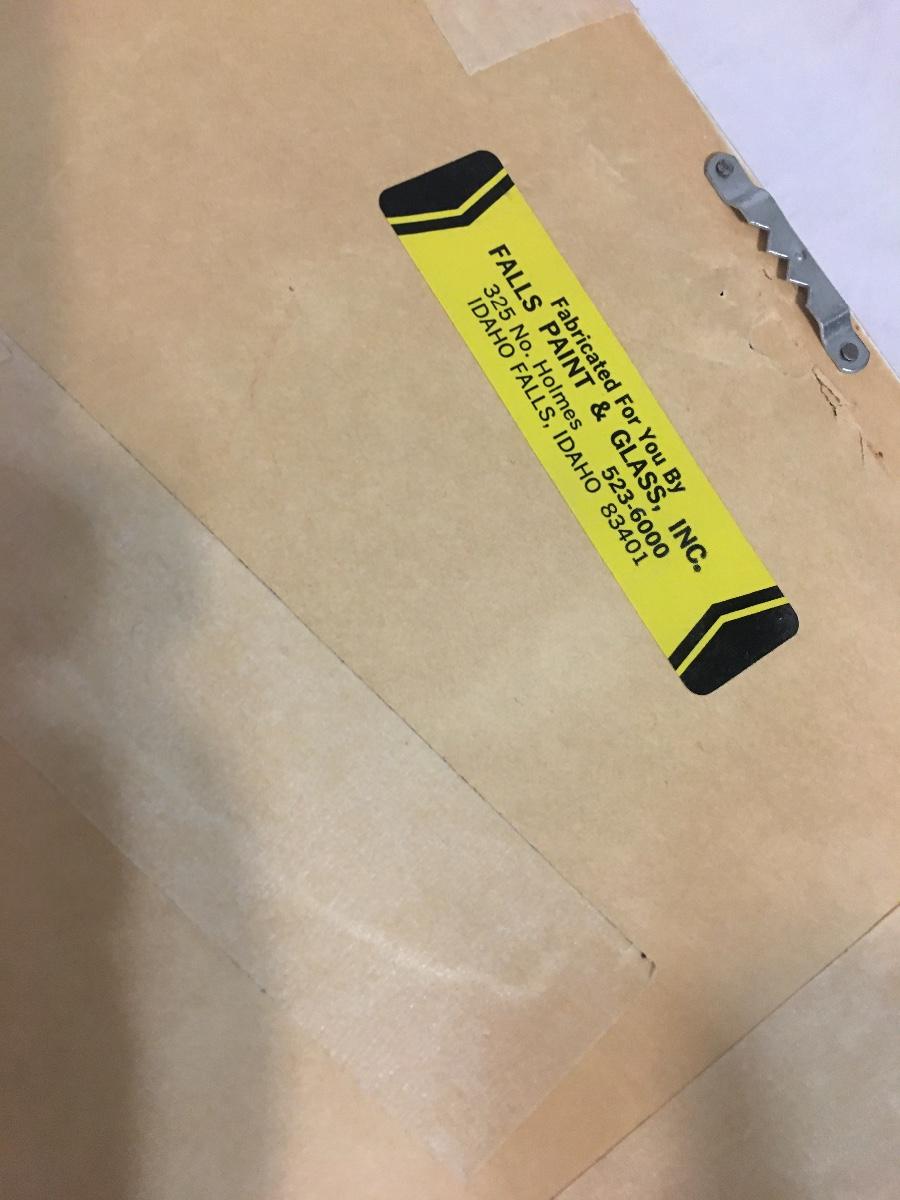 Fabricated For You By
FALLS PAINT & GLASS, INC.
325 No. Holmes 523-6000
IDAHO FALLS, IDAHO 83401